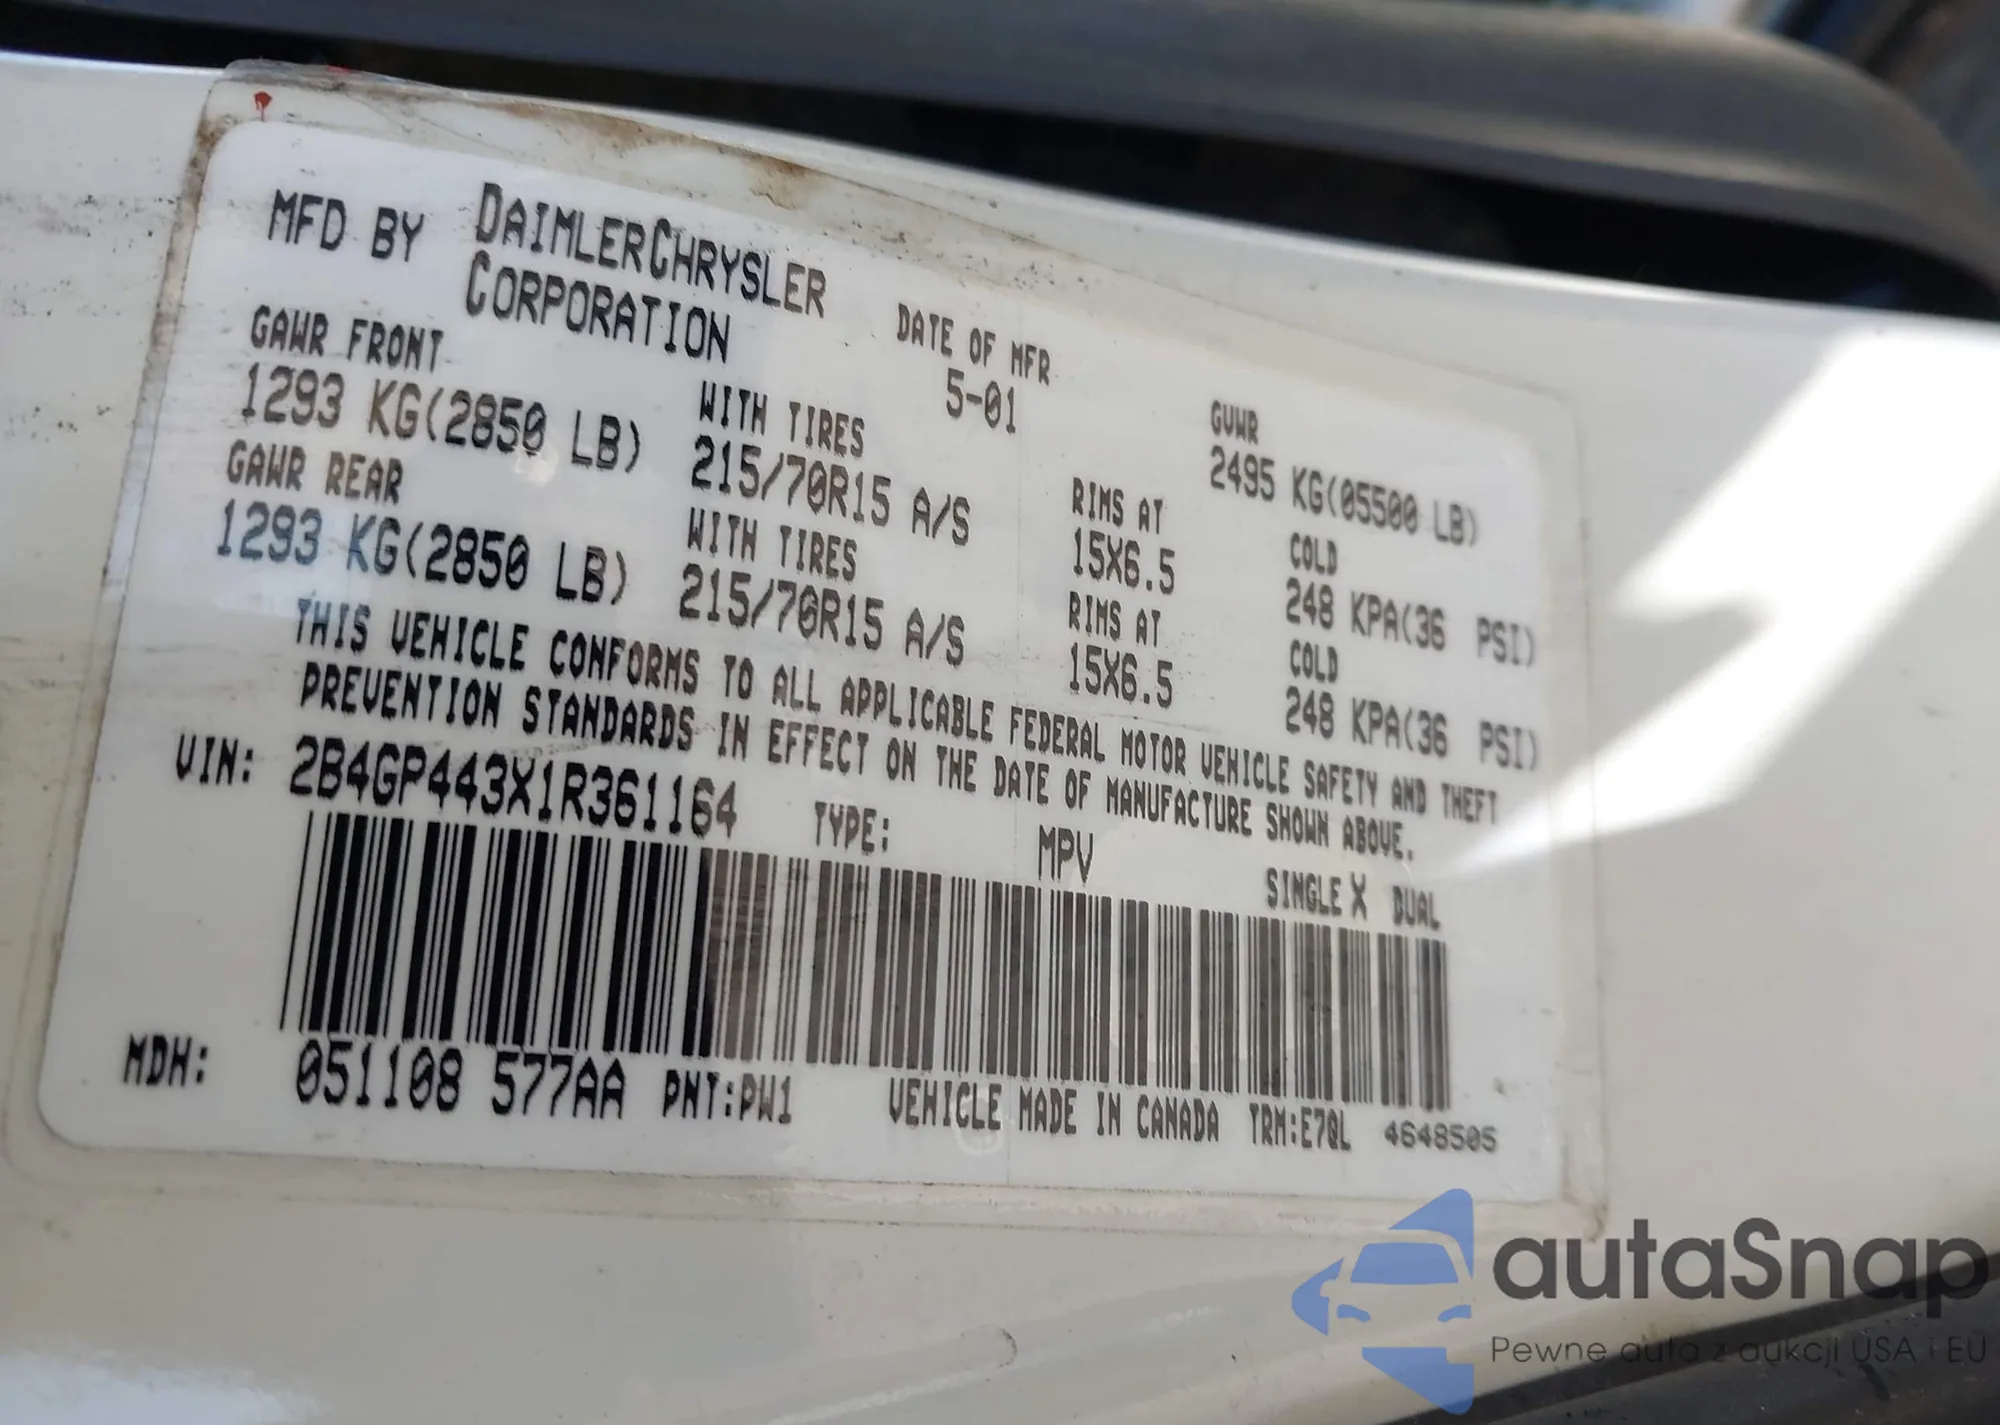 MFD BY DAIMLERCHRYSLER CORPORATION
DATE OF MFR
5-01
GVWR
2495 KG(05500 LB)
GAWR FRONT
1293 KG(2850 LB)
WITH TIRES
215/70R15 A/S
RIMS AT
15X6.5
COLD
248 KPA(36 PSI)
GAWR REAR
1293 KG(2850 LB)
WITH TIRES
215/70R15 A/S
RIMS AT
15X6.5
COLD
248 KPA(36 PSI)
THIS VEHICLE CONFORMS TO ALL APPLICABLE FEDERAL MOTOR VEHICLE SAFETY AND THEFT
PREVENTION STANDARDS IN EFFECT ON THE DATE OF MANUFACTURE SHOWN ABOVE.
VIN: 2B4GP443X1R361164 TYPE: MPV SINGLE X DUAL
MDH: 051108 577AA PNT:PW1 VEHICLE MADE IN CANADA TRM:E7QL 4648505
autaSnap
Pewne auta z aukcji USA i EU